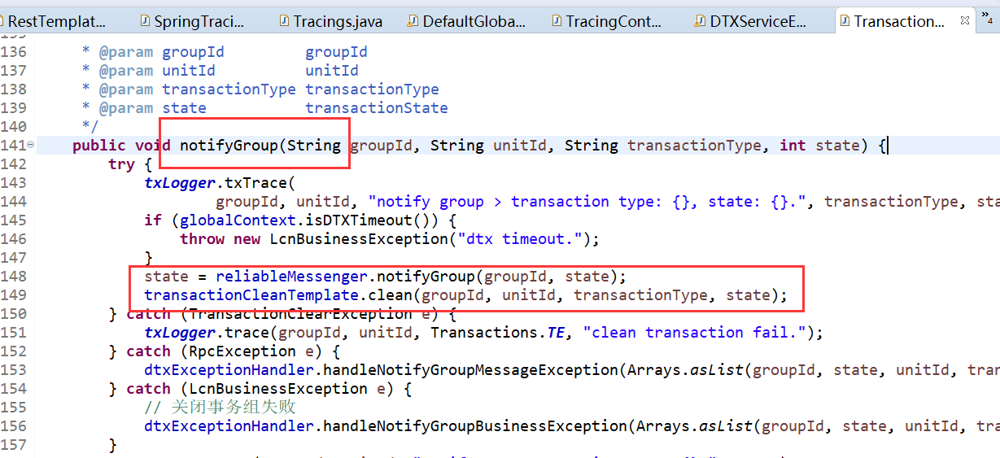 RestTemplat... SpringTraci... Tracings.java DefaultGloba... TracingCont... DTXServiceE... Transaction... »4
136 * @param groupId groupId
137 * @param unitId unitId
138 * @param transactionType transactionType
139 * @param state transactionState
140 */
141 public void notifyGroup(String groupId, String unitId, String transactionType, int state) {
142 try {
143 txLogger.txTrace(
144 groupId, unitId, "notify group > transaction type: {}, state: {}.", transactionType, sta
145 if (globalContext.isDTXTimeout()) {
146 throw new LcnBusinessException("dtx timeout.");
147 }
148 state = reliableMessenger.notifyGroup(groupId, state);
149 transactionCleanTemplate.clean(groupId, unitId, transactionType, state);
150 } catch (TransactionClearException e) {
151 txLogger.trace(groupId, unitId, Transactions.TE, "clean transaction fail.");
152 } catch (RpcException e) {
153 dtxExceptionHandler.handleNotifyGroupMessageException(Arrays.asList(groupId, state, unitId, tran
154 } catch (LcnBusinessException e) {
155 // 关闭事务组失败
156 dtxExceptionHandler.handleNotifyGroupBusinessException(Arrays.asList(groupId, state, unitId, tra
157 }